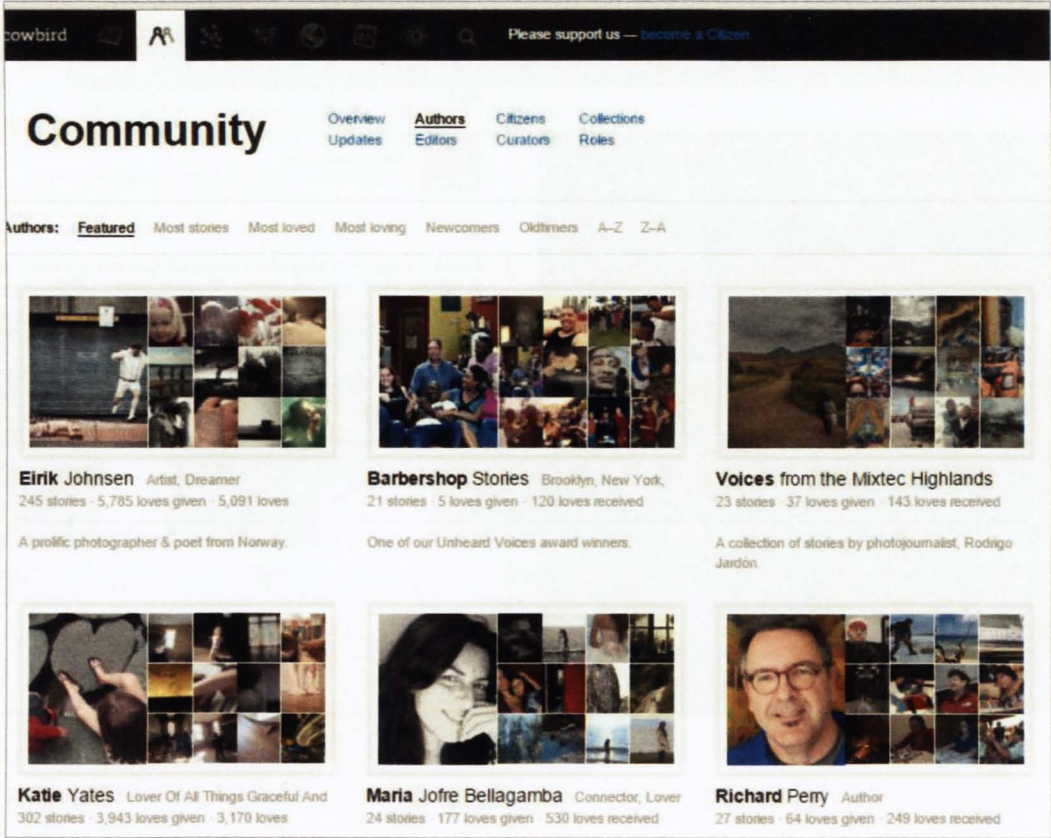 cowbird Please support us — become a Citizen
Community
Overview Authors Citizens Collections
Updates Editors Curators Roles
Authors: Featured Most stories Most loved Most loving Newcomers Oldtimers A–Z Z–A
Eirik Johnsen Artist, Dreamer
245 stories · 5,785 loves given · 5,091 loves
A prolific photographer & poet from Norway.
Barbershop Stories Brooklyn, New York,
21 stories · 5 loves given · 120 loves received
One of our Unheard Voices award winners.
Voices from the Mixtec Highlands
23 stories · 37 loves given · 143 loves received
A collection of stories by photojournalist, Rodrigo
Jardón.
Katie Yates Lover Of All Things Graceful And
302 stories · 3,943 loves given · 3,170 loves
Maria Jofre Bellagamba Connector, Lover
24 stories · 177 loves given · 530 loves received
Richard Perry Author
27 stories · 64 loves given · 249 loves received